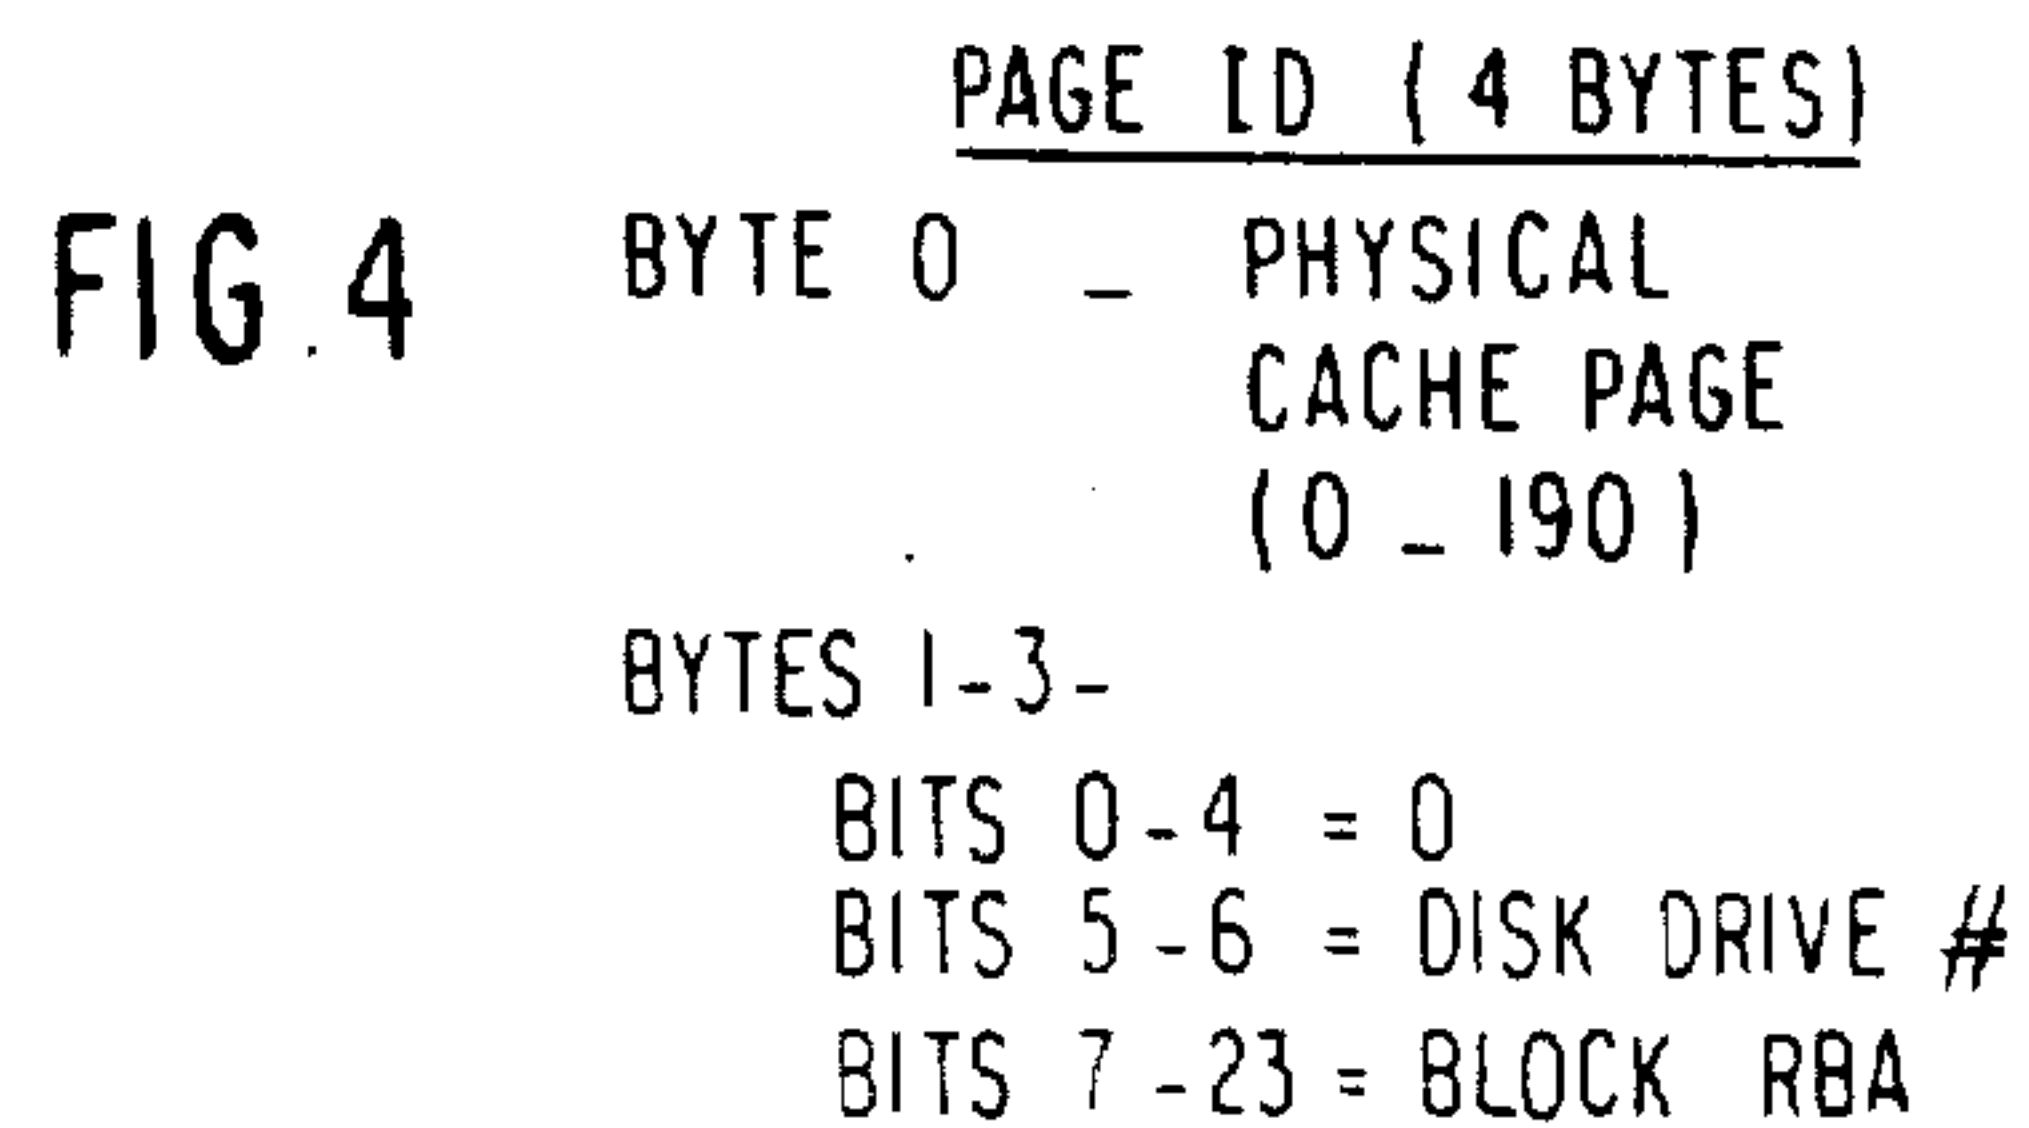 PAGE ID (4 BYTES)
FIG.4
BYTE 0 - PHYSICAL
CACHE PAGE
(0 - 190)
BYTES 1-3-
BITS 0-4 = 0
BITS 5-6 = DISK DRIVE #
BITS 7-23 = BLOCK RBA